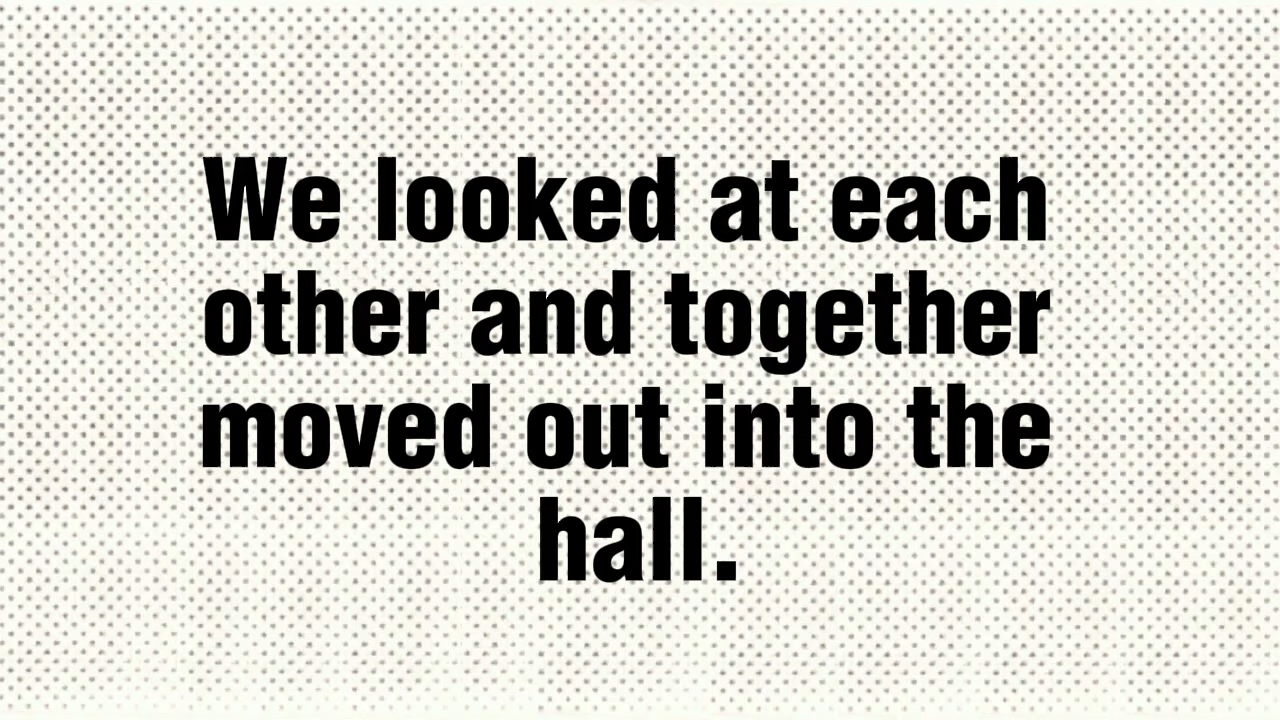 We looked at each
other and together
moved out into the
hall.